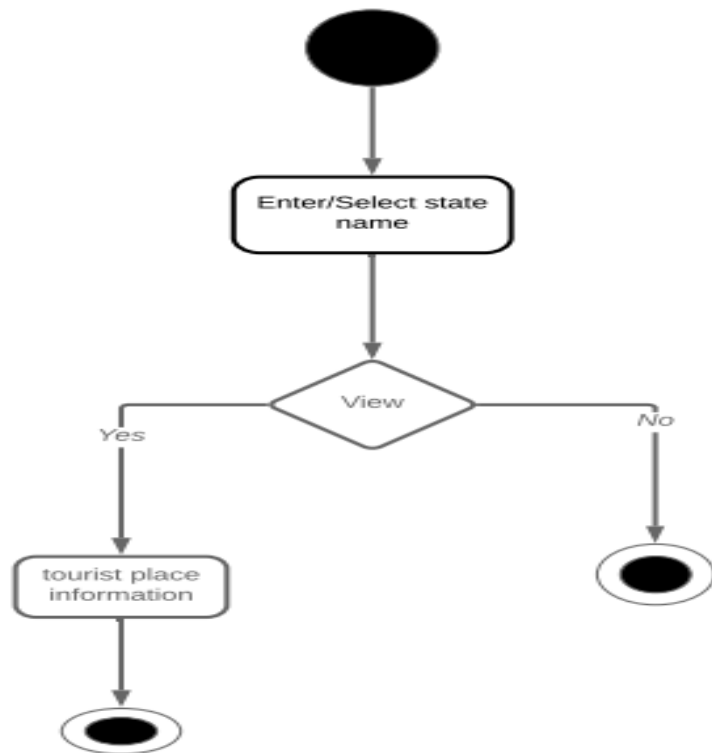 Enter/Select state
name
View
Yes
No
tourist place
information